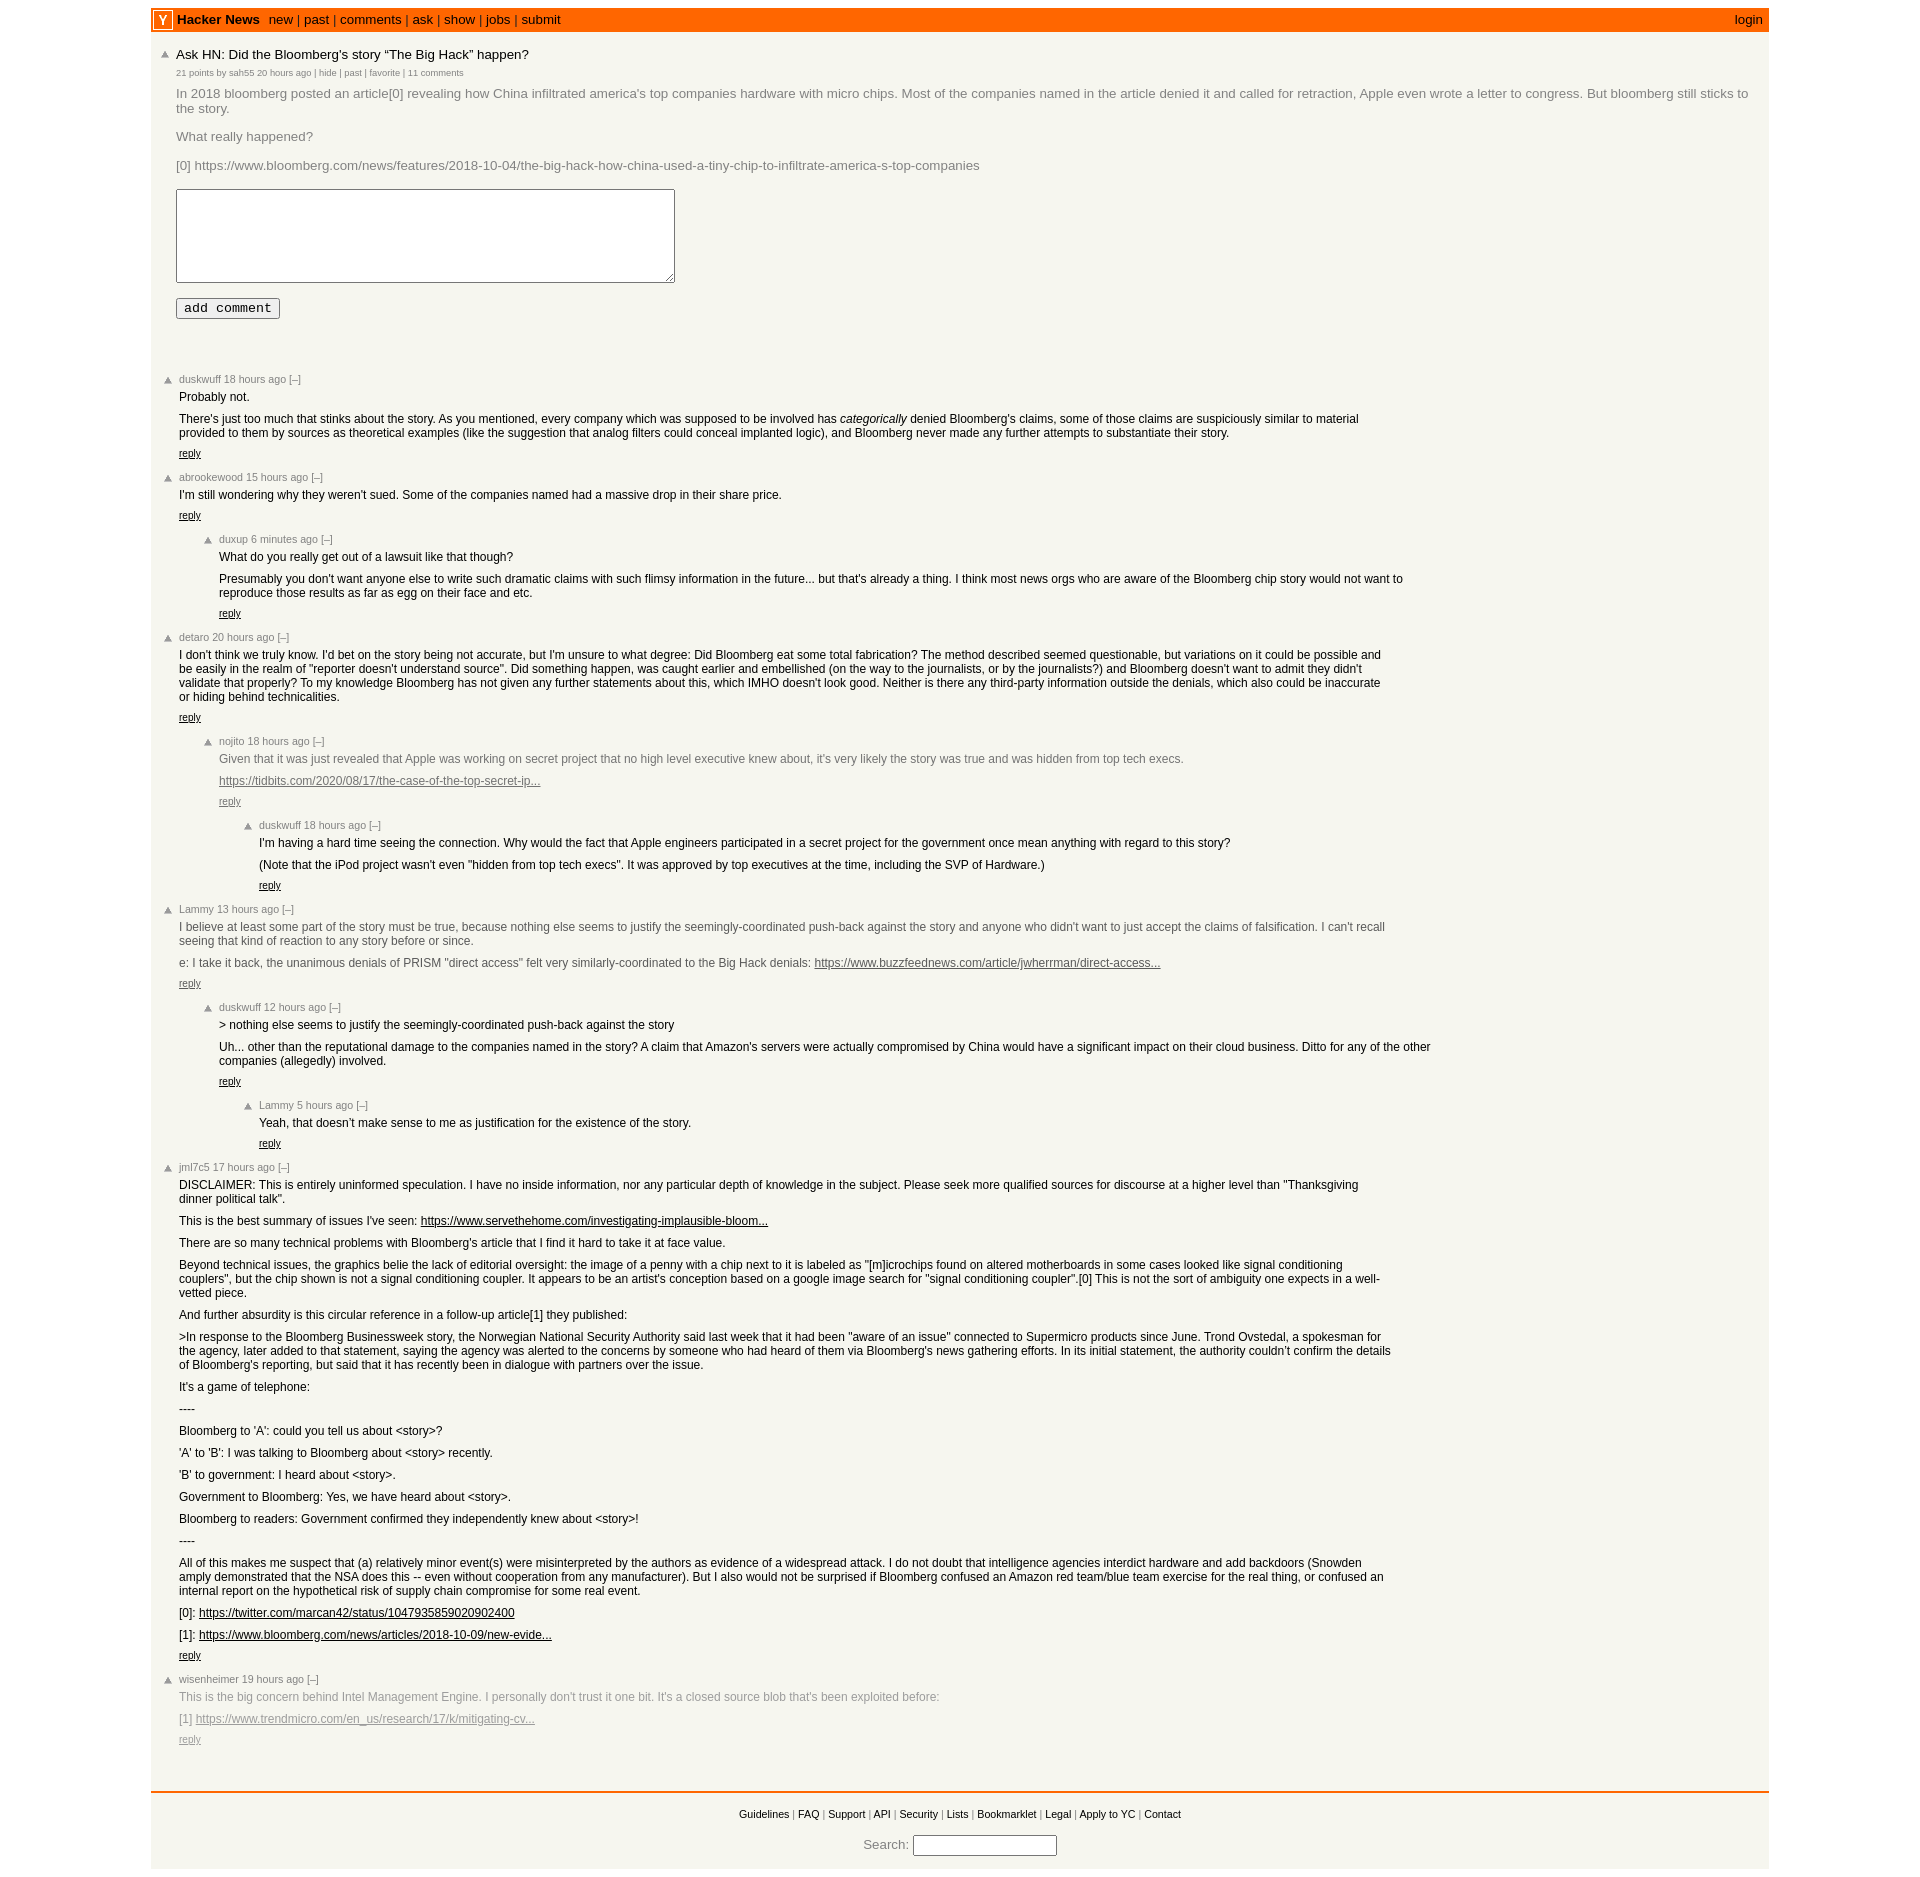 Y Hacker News new | past | comments | ask | show | jobs | submit login
Ask HN: Did the Bloomberg's story “The Big Hack” happen?
21 points by sah55 20 hours ago | hide | past | favorite | 11 comments
In 2018 bloomberg posted an article[0] revealing how China infiltrated america's top companies hardware with micro chips. Most of the companies named in the article denied it and called for retraction, Apple even wrote a letter to congress. But bloomberg still sticks to
the story.
What really happened?
[0] https://www.bloomberg.com/news/features/2018-10-04/the-big-hack-how-china-used-a-tiny-chip-to-infiltrate-america-s-top-companies
add comment
duskwuff 18 hours ago [–]
Probably not.
There's just too much that stinks about the story. As you mentioned, every company which was supposed to be involved has categorically denied Bloomberg's claims, some of those claims are suspiciously similar to material
provided to them by sources as theoretical examples (like the suggestion that analog filters could conceal implanted logic), and Bloomberg never made any further attempts to substantiate their story.
reply
abrookewood 15 hours ago [–]
I'm still wondering why they weren't sued. Some of the companies named had a massive drop in their share price.
reply
duxup 6 minutes ago [–]
What do you really get out of a lawsuit like that though?
Presumably you don't want anyone else to write such dramatic claims with such flimsy information in the future... but that's already a thing. I think most news orgs who are aware of the Bloomberg chip story would not want to
reproduce those results as far as egg on their face and etc.
reply
detaro 20 hours ago [–]
I don't think we truly know. I'd bet on the story being not accurate, but I'm unsure to what degree: Did Bloomberg eat some total fabrication? The method described seemed questionable, but variations on it could be possible and
be easily in the realm of "reporter doesn't understand source". Did something happen, was caught earlier and embellished (on the way to the journalists, or by the journalists?) and Bloomberg doesn't want to admit they didn't
validate that properly? To my knowledge Bloomberg has not given any further statements about this, which IMHO doesn't look good. Neither is there any third-party information outside the denials, which also could be inaccurate
or hiding behind technicalities.
reply
nojito 18 hours ago [–]
Given that it was just revealed that Apple was working on secret project that no high level executive knew about, it's very likely the story was true and was hidden from top tech execs.
https://tidbits.com/2020/08/17/the-case-of-the-top-secret-ip...
reply
duskwuff 18 hours ago [–]
I'm having a hard time seeing the connection. Why would the fact that Apple engineers participated in a secret project for the government once mean anything with regard to this story?
(Note that the iPod project wasn't even "hidden from top tech execs". It was approved by top executives at the time, including the SVP of Hardware.)
reply
Lammy 13 hours ago [–]
I believe at least some part of the story must be true, because nothing else seems to justify the seemingly-coordinated push-back against the story and anyone who didn't want to just accept the claims of falsification. I can't recall
seeing that kind of reaction to any story before or since.
e: I take it back, the unanimous denials of PRISM "direct access" felt very similarly-coordinated to the Big Hack denials: https://www.buzzfeednews.com/article/jwherrman/direct-access...
reply
duskwuff 12 hours ago [–]
> nothing else seems to justify the seemingly-coordinated push-back against the story
Uh... other than the reputational damage to the companies named in the story? A claim that Amazon's servers were actually compromised by China would have a significant impact on their cloud business. Ditto for any of the other
companies (allegedly) involved.
reply
Lammy 5 hours ago [–]
Yeah, that doesn’t make sense to me as justification for the existence of the story.
reply
jml7c5 17 hours ago [–]
DISCLAIMER: This is entirely uninformed speculation. I have no inside information, nor any particular depth of knowledge in the subject. Please seek more qualified sources for discourse at a higher level than "Thanksgiving
dinner political talk".
This is the best summary of issues I've seen: https://www.servethehome.com/investigating-implausible-bloom...
There are so many technical problems with Bloomberg's article that I find it hard to take it at face value.
Beyond technical issues, the graphics belie the lack of editorial oversight: the image of a penny with a chip next to it is labeled as "[m]icrochips found on altered motherboards in some cases looked like signal conditioning
couplers", but the chip shown is not a signal conditioning coupler. It appears to be an artist's conception based on a google image search for "signal conditioning coupler".[0] This is not the sort of ambiguity one expects in a well-
vetted piece.
And further absurdity is this circular reference in a follow-up article[1] they published:
>In response to the Bloomberg Businessweek story, the Norwegian National Security Authority said last week that it had been "aware of an issue" connected to Supermicro products since June. Trond Ovstedal, a spokesman for
the agency, later added to that statement, saying the agency was alerted to the concerns by someone who had heard of them via Bloomberg's news gathering efforts. In its initial statement, the authority couldn’t confirm the details
of Bloomberg's reporting, but said that it has recently been in dialogue with partners over the issue.
It's a game of telephone:
----
Bloomberg to 'A': could you tell us about <story>?
'A' to 'B': I was talking to Bloomberg about <story> recently.
'B' to government: I heard about <story>.
Government to Bloomberg: Yes, we have heard about <story>.
Bloomberg to readers: Government confirmed they independently knew about <story>!
----
All of this makes me suspect that (a) relatively minor event(s) were misinterpreted by the authors as evidence of a widespread attack. I do not doubt that intelligence agencies interdict hardware and add backdoors (Snowden
amply demonstrated that the NSA does this -- even without cooperation from any manufacturer). But I also would not be surprised if Bloomberg confused an Amazon red team/blue team exercise for the real thing, or confused an
internal report on the hypothetical risk of supply chain compromise for some real event.
[0]: https://twitter.com/marcan42/status/1047935859020902400
[1]: https://www.bloomberg.com/news/articles/2018-10-09/new-evide...
reply
wisenheimer 19 hours ago [–]
This is the big concern behind Intel Management Engine. I personally don't trust it one bit. It's a closed source blob that's been exploited before:
[1] https://www.trendmicro.com/en_us/research/17/k/mitigating-cv...
reply
Guidelines | FAQ | Support | API | Security | Lists | Bookmarklet | Legal | Apply to YC | Contact
Search: